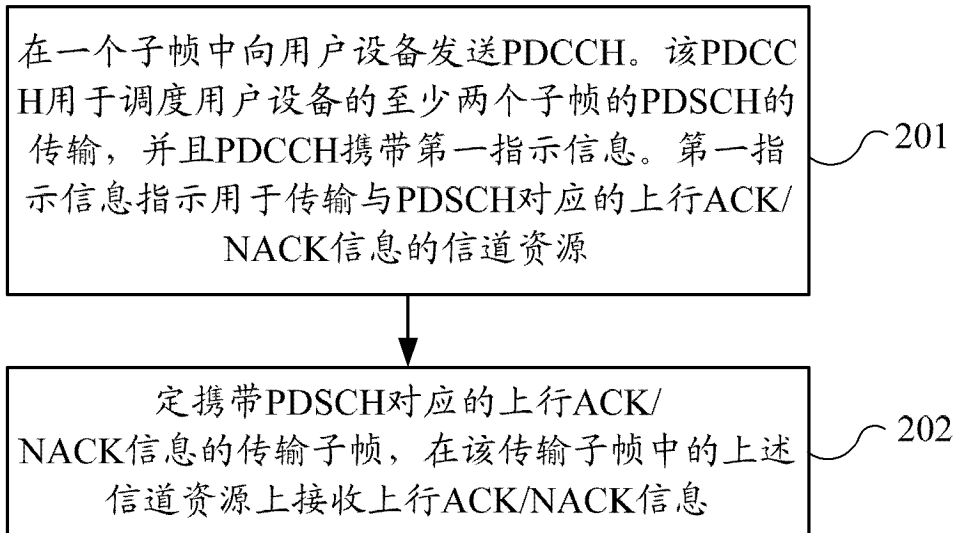 在一个子帧中向用户设备发送PDCCH。该PDCC
H用于调度用户设备的至少两个子帧的PDSCH的
传输，并且PDCCH携带第一指示信息。第一指
示信息指示用于传输与PDSCH对应的上行ACK/
NACK信息的信道资源
201
定携带PDSCH对应的上行ACK/
NACK信息的传输子帧，在该传输子帧中的上述
信道资源上接收上行ACK/NACK信息
202